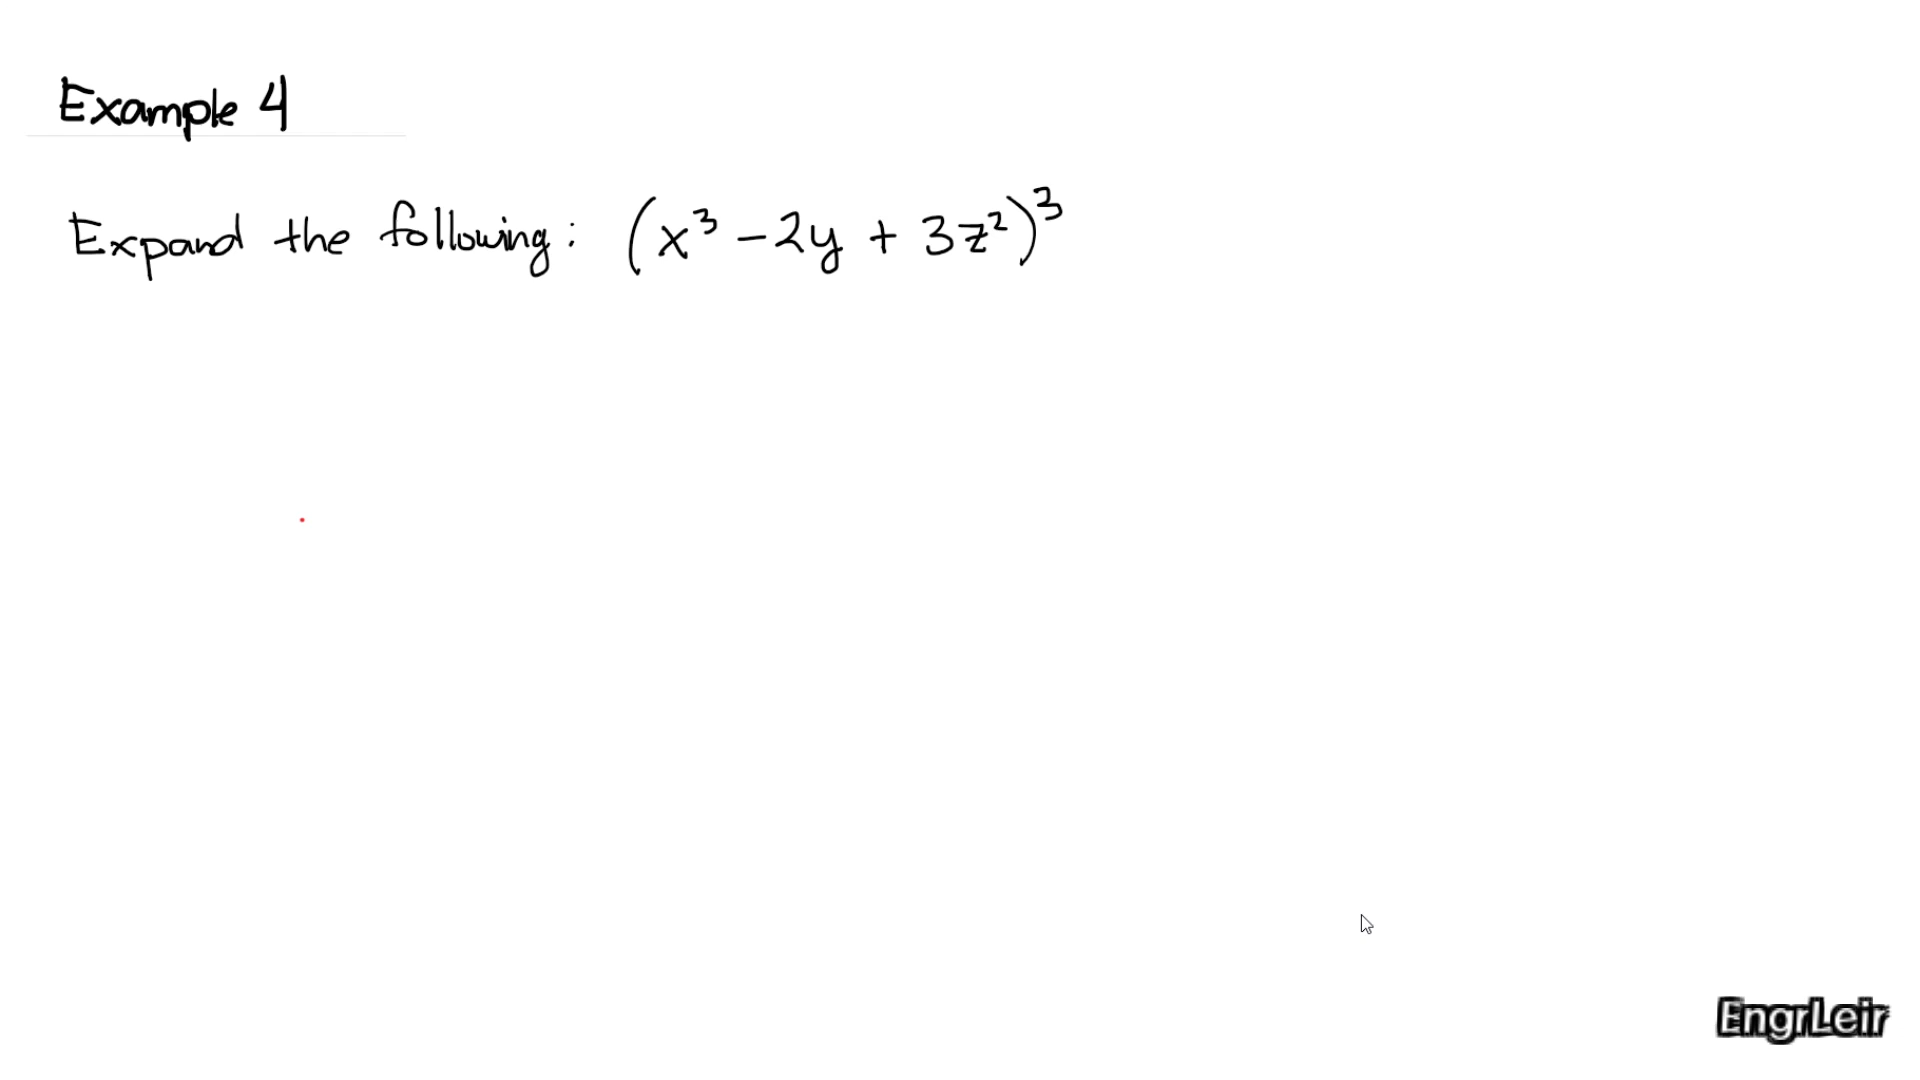 Example 4
Expand the following: (x³ - 2y + 3z²)³
EngrLeir